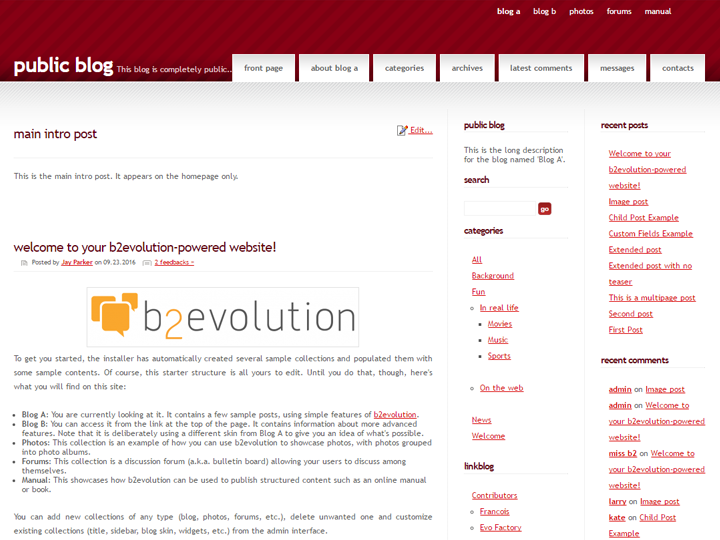 blog a blog b photos forums manual
public blog This blog is completely public..
front page about blog a categories archives latest comments messages contacts
main intro post
Edit...
This is the main intro post. It appears on the homepage only.
welcome to your b2evolution-powered website!
Posted by Jay Parker on 09.23.2016 2 feedbacks »
b2evolution
To get you started, the installer has automatically created several sample collections and populated them with
some sample contents. Of course, this starter structure is all yours to edit. Until you do that, though, here's
what you will find on this site:
Blog A: You are currently looking at it. It contains a few sample posts, using simple features of b2evolution.
Blog B: You can access it from the link at the top of the page. It contains information about more advanced
features. Note that it is deliberately using a different skin from Blog A to give you an idea of what's possible.
Photos: This collection is an example of how you can use b2evolution to showcase photos, with photos grouped
into photo albums.
Forums: This collection is a discussion forum (a.k.a. bulletin board) allowing your users to discuss among
themselves.
Manual: This showcases how b2evolution can be used to publish structured content such as an online manual
or book.
You can add new collections of any type (blog, photos, forums, etc.), delete unwanted one and customize
existing collections (title, sidebar, blog skin, widgets, etc.) from the admin interface.
public blog
This is the long description
for the blog named 'Blog A'.
search
go
categories
All
Background
Fun
In real life
Movies
Music
Sports
On the web
News
Welcome
linkblog
Contributors
Francois
Evo Factory
recent posts
Welcome to your
b2evolution-powered
website!
Image post
Child Post Example
Custom Fields Example
Extended post
Extended post with no
teaser
This is a multipage post
Second post
First Post
recent comments
admin on Image post
admin on Welcome to
your b2evolution-powered
website!
miss b2 on Welcome to
your b2evolution-powered
website!
larry on Image post
kate on Child Post
Example